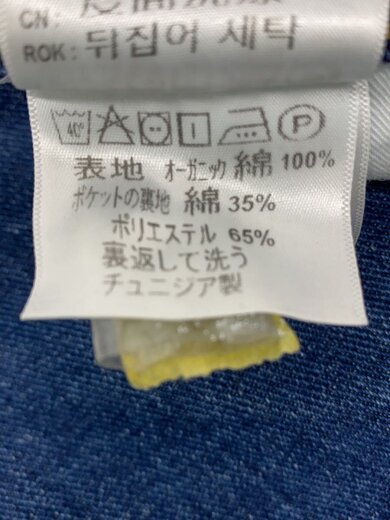 CN:
ROK: 뒤집어 세탁
40°
P
表地 オーガニック 綿 100%
ポケットの裏地 綿 35%
ポリエステル 65%
裏返して洗う
チュニジア製